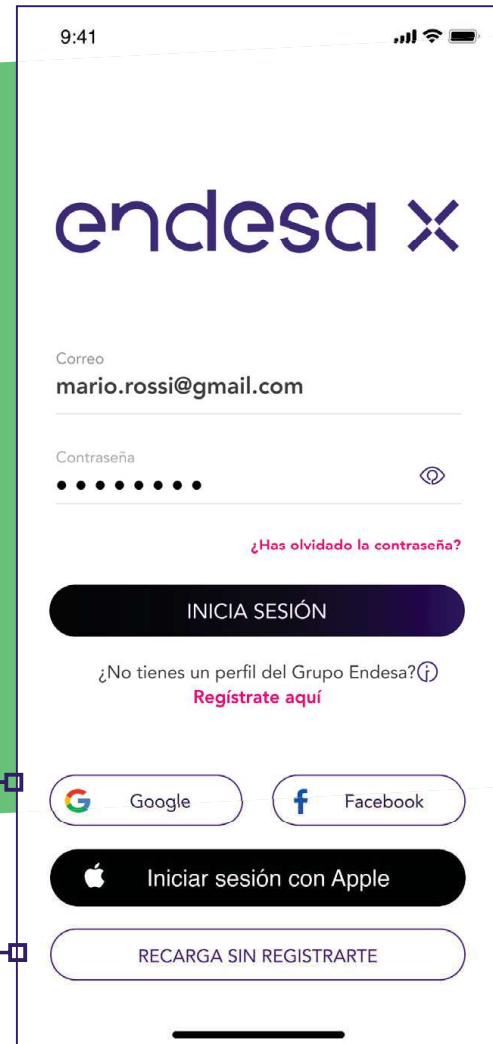 9:41
endesa x
Correo
mario.rossi@gmail.com
Contraseña
¿Has olvidado la contraseña?
INICIA SESIÓN
¿No tienes un perfil del Grupo Endesa?
Regístrate aquí
Google
Facebook
Iniciar sesión con Apple
RECARGA SIN REGISTRARTE